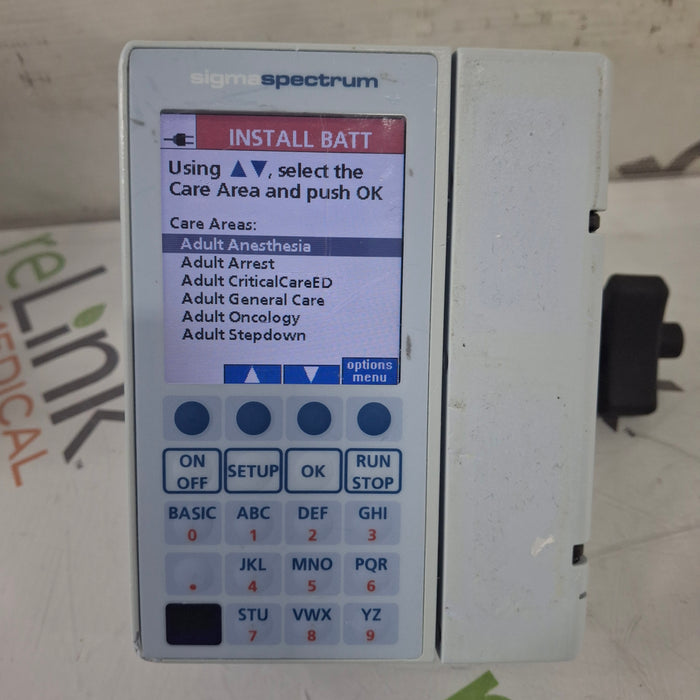 sigmaspectrum
INSTALL BATT
Using ▲▼, select the
Care Area and push OK
Care Areas:
Adult Anesthesia
Adult Arrest
Adult CriticalCareED
Adult General Care
Adult Oncology
Adult Stepdown
options
menu
ON
OFF
SETUP
OK
RUN
STOP
BASIC
0
ABC
1
DEF
2
GHI
3
.
JKL
4
MNO
5
PQR
6
STU
7
VWX
8
YZ
9
reLink
MEDICAL